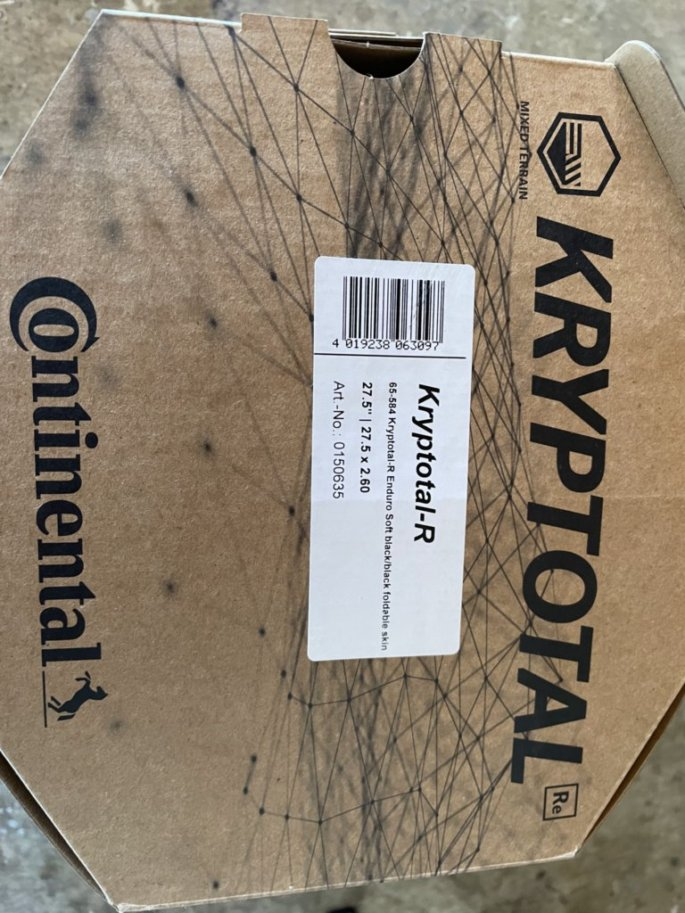 MIXED TERRAIN
KRYPTOTAL Re
4 019238 063097
Kryptotal-R
65-584 Kryptotal-R Enduro Soft black/black foldable skin
27.5" | 27.5 x 2.60
Art.-No.: 0150635
Continental